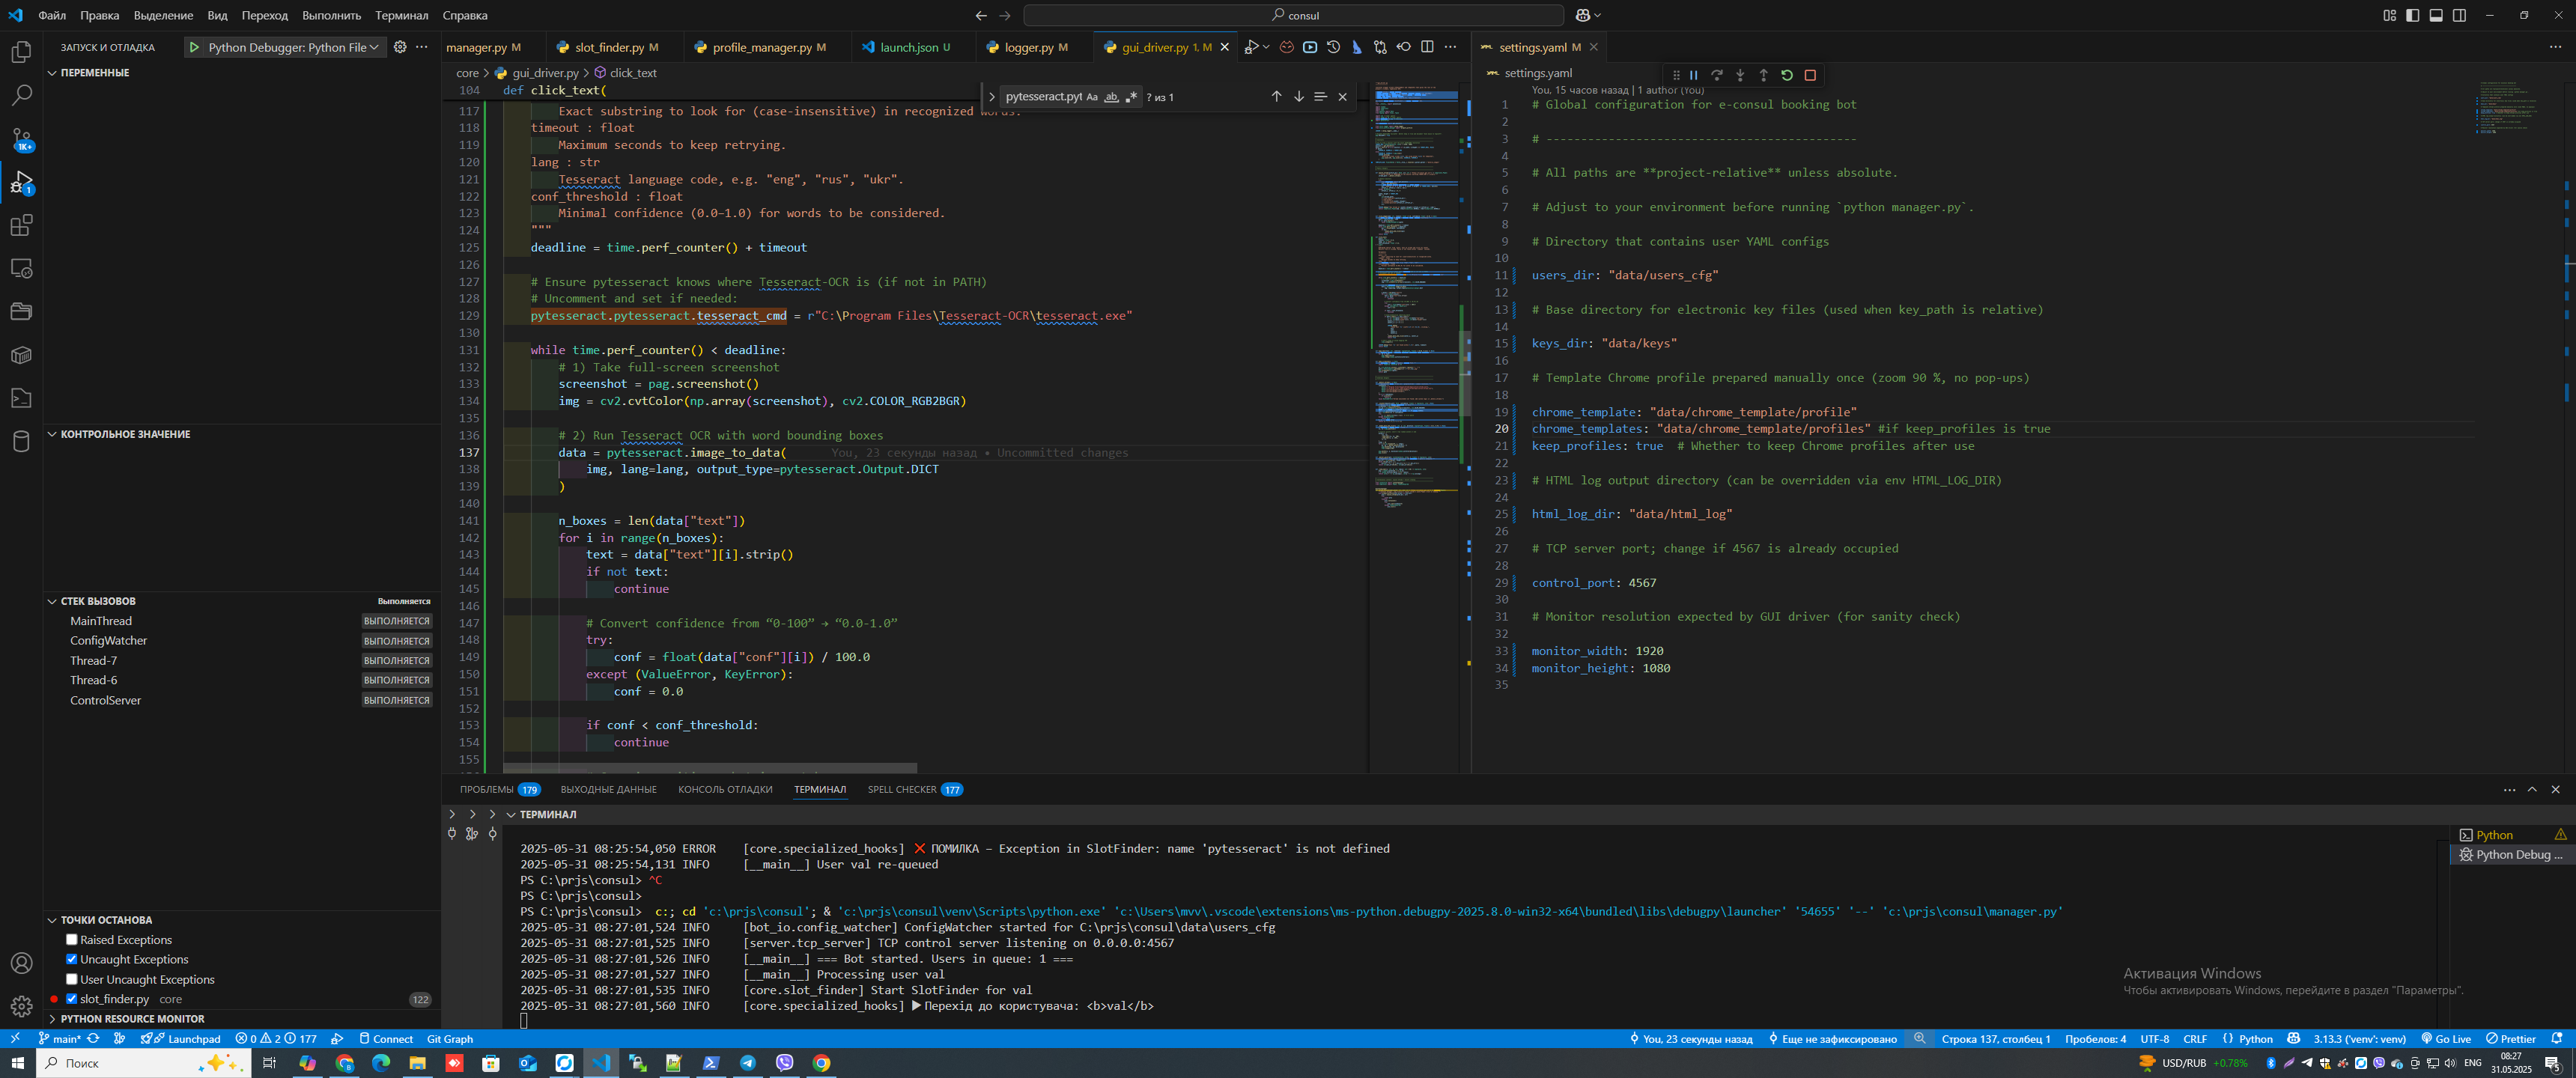 Файл Правка Выделение Вид Переход Выполнить Терминал Справка
consul
ЗАПУСК И ОТЛАДКА
Python Debugger: Python File
ПЕРЕМЕННЫЕ
КОНТРОЛЬНОЕ ЗНАЧЕНИЕ
СТЕК ВЫЗОВОВ Выполняется
MainThread ВЫПОЛНЯЕТСЯ
ConfigWatcher ВЫПОЛНЯЕТСЯ
Thread-7 ВЫПОЛНЯЕТСЯ
Thread-6 ВЫПОЛНЯЕТСЯ
ControlServer ВЫПОЛНЯЕТСЯ
ТОЧКИ ОСТАНОВА
Raised Exceptions
Uncaught Exceptions
User Uncaught Exceptions
slot_finder.py core 122
PYTHON RESOURCE MONITOR
1K+
1
manager.py M slot_finder.py M profile_manager.py M launch.json U logger.py M gui_driver.py 1, M
core > gui_driver.py > click_text
pytesseract.pyt Aa ab ? из 1
104 def click_text(
117 Exact substring to look for (case-insensitive) in recognized words.
118 timeout : float
119 Maximum seconds to keep retrying.
120 lang : str
121 Tesseract language code, e.g. "eng", "rus", "ukr".
122 conf_threshold : float
123 Minimal confidence (0.0–1.0) for words to be considered.
124 """
125 deadline = time.perf_counter() + timeout
126
127 # Ensure pytesseract knows where Tesseract-OCR is (if not in PATH)
128 # Uncomment and set if needed:
129 pytesseract.pytesseract.tesseract_cmd = r"C:\Program Files\Tesseract-OCR\tesseract.exe"
130
131 while time.perf_counter() < deadline:
132 # 1) Take full-screen screenshot
133 screenshot = pag.screenshot()
134 img = cv2.cvtColor(np.array(screenshot), cv2.COLOR_RGB2BGR)
135
136 # 2) Run Tesseract OCR with word bounding boxes
137 data = pytesseract.image_to_data( You, 23 секунды назад • Uncommitted changes
138 img, lang=lang, output_type=pytesseract.Output.DICT
139 )
140
141 n_boxes = len(data["text"])
142 for i in range(n_boxes):
143 text = data["text"][i].strip()
144 if not text:
145 continue
146
147 # Convert confidence from “0-100” → “0.0-1.0”
148 try:
149 conf = float(data["conf"][i]) / 100.0
150 except (ValueError, KeyError):
151 conf = 0.0
152
153 if conf < conf_threshold:
154 continue
155
settings.yaml M
settings.yaml
You, 15 часов назад | 1 author (You)
1 # Global configuration for e-consul booking bot
2
3 # ---------------------------------------------
4
5 # All paths are **project-relative** unless absolute.
6
7 # Adjust to your environment before running `python manager.py`.
8
9 # Directory that contains user YAML configs
10
11 users_dir: "data/users_cfg"
12
13 # Base directory for electronic key files (used when key_path is relative)
14
15 keys_dir: "data/keys"
16
17 # Template Chrome profile prepared manually once (zoom 90 %, no pop-ups)
18
19 chrome_template: "data/chrome_template/profile"
20 chrome_templates: "data/chrome_template/profiles" #if keep_profiles is true
21 keep_profiles: true # Whether to keep Chrome profiles after use
22
23 # HTML log output directory (can be overridden via env HTML_LOG_DIR)
24
25 html_log_dir: "data/html_log"
26
27 # TCP server port; change if 4567 is already occupied
28
29 control_port: 4567
30
31 # Monitor resolution expected by GUI driver (for sanity check)
32
33 monitor_width: 1920
34 monitor_height: 1080
35
ПРОБЛЕМЫ 179 ВЫХОДНЫЕ ДАННЫЕ КОНСОЛЬ ОТЛАДКИ ТЕРМИНАЛ SPELL CHECKER 177
ТЕРМИНАЛ
2025-05-31 08:25:54,050 ERROR [core.specialized_hooks] ❌ ПОМИЛКА – Exception in SlotFinder: name 'pytesseract' is not defined
2025-05-31 08:25:54,131 INFO [__main__] User val re-queued
PS C:\prjs\consul> ^C
PS C:\prjs\consul>
PS C:\prjs\consul> c:; cd 'c:\prjs\consul'; & 'c:\prjs\consul\venv\Scripts\python.exe' 'c:\Users\mvv\.vscode\extensions\ms-python.debugpy-2025.8.0-win32-x64\bundled\libs\debugpy\launcher' '54655' '--' 'c:\prjs\consul\manager.py'
2025-05-31 08:27:01,524 INFO [bot_io.config_watcher] ConfigWatcher started for C:\prjs\consul\data\users_cfg
2025-05-31 08:27:01,525 INFO [server.tcp_server] TCP control server listening on 0.0.0.0:4567
2025-05-31 08:27:01,526 INFO [__main__] === Bot started. Users in queue: 1 ===
2025-05-31 08:27:01,527 INFO [__main__] Processing user val
2025-05-31 08:27:01,535 INFO [core.slot_finder] Start SlotFinder for val
2025-05-31 08:27:01,560 INFO [core.specialized_hooks] ▶ Перехід до користувача: <b>val</b>
Python
Python Debug ...
Активация Windows
Чтобы активировать Windows, перейдите в раздел "Параметры".
main* Launchpad 0 2 177 Connect Git Graph You, 23 секунды назад Еще не зафиксировано Строка 137, столбец 1 Пробелов: 4 UTF-8 CRLF { } Python 3.13.3 ('venv': venv) Go Live Prettier
Поиск USD/RUB +0.78% ENG 08:27
31.05.2025
5